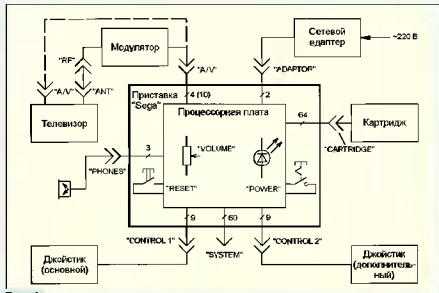 Модулятор
Сетевой адаптер
~220 В
"RF"
"A/V"
"ADAPTOR"
"A/V"
"ANT"
4 (10)
2
Приставка "Sega"
Процессорная плата
64
Телевизор
Картридж
3
"VOLUME"
"CARTRIDGE"
"PHONES"
"RESET"
"POWER"
9
60
9
"CONTROL 1"
"SYSTEM"
"CONTROL 2"
Джойстик
(основной)
Джойстик
(дополнитель-
ный)